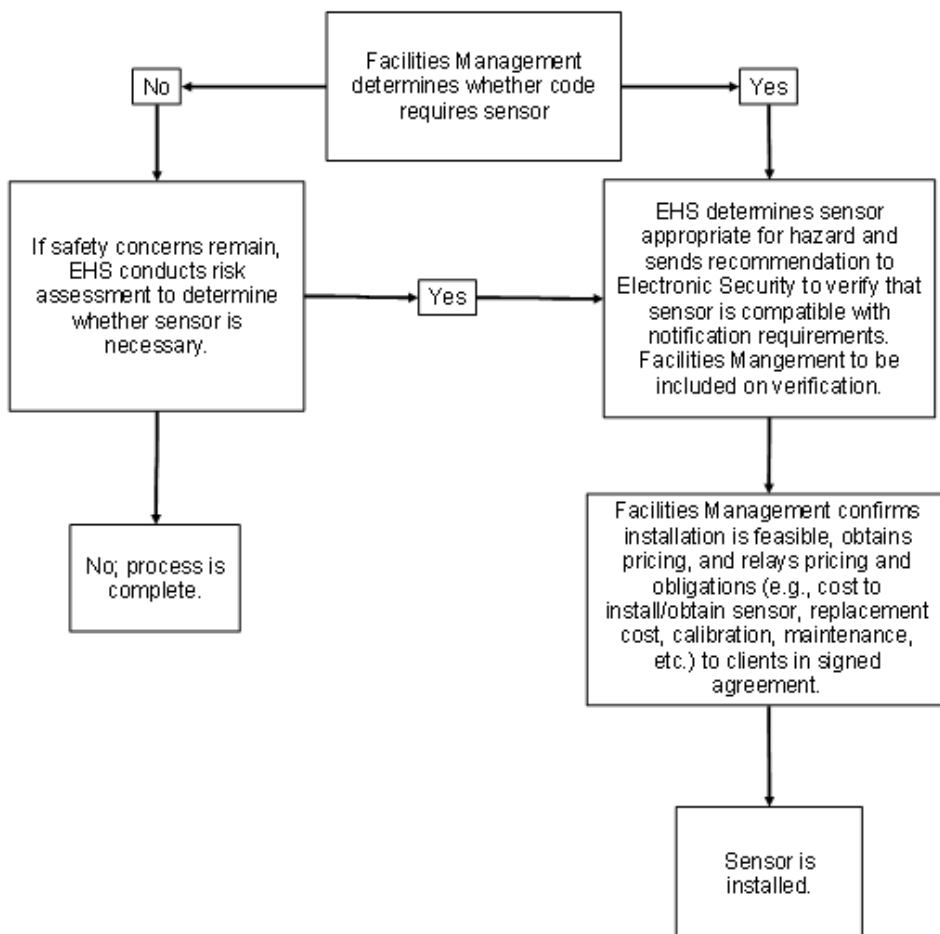 Facilities Management
determines whether code
requires sensor
No
Yes
If safety concerns remain,
EHS conducts risk
assessment to determine
whether sensor is
necessary.
Yes
EHS determines sensor
appropriate for hazard and
sends recommendation to
Electronic Security to verify that
sensor is compatible with
notification requirements.
Facilities Mangement to be
included on verification.
No; process is
complete.
Facilities Management confirms
installation is feasible, obtains
pricing, and relays pricing and
obligations (e.g., cost to
install/obtain sensor, replacement
cost, calibration, maintenance,
etc.) to clients in signed
agreement.
Sensor is
installed.